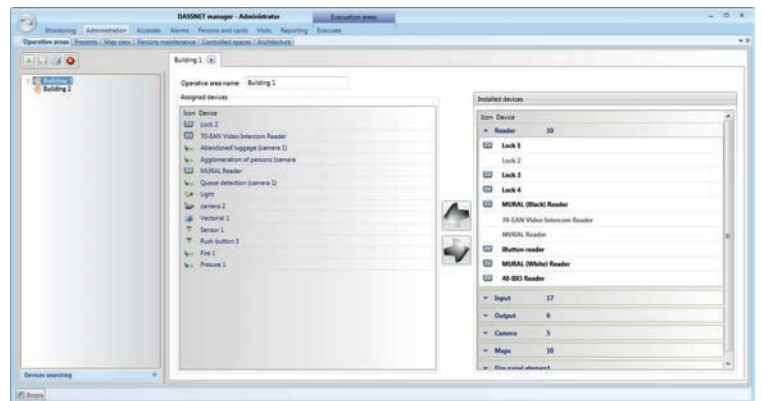 DASSNET manager - Administrator
Evacuation areas
Monitoring Administration Accesses Alarms Persons and cards Visits Reporting Evacuate
Operative areas Presents Map view Persons maintenance Controlled spaces Architecture
Building 1
Building 2
Devices searching
Errors
Building 1
Operative area name: Building 1
Assigned devices
Icon Device
Lock 2
70-EAN Video Intercom Reader
Abandoned luggage (camera 1)
Agglomeration of persons (camera
MURAL Reader
Queue detection (camera 1)
Light
camera 2
Vectorial 1
Sensor 1
Push button 3
Fire 1
Presure 1
Installed devices
Icon Device
Reader 10
Lock 1
Lock 2
Lock 3
Lock 4
MURAL (Black) Reader
70-EAN Video Intercom Reader
MURAL Reader
iButton reader
MURAL (White) Reader
40-BIO Reader
Input 17
Output 6
Camera 5
Maps 10
Fire panel element